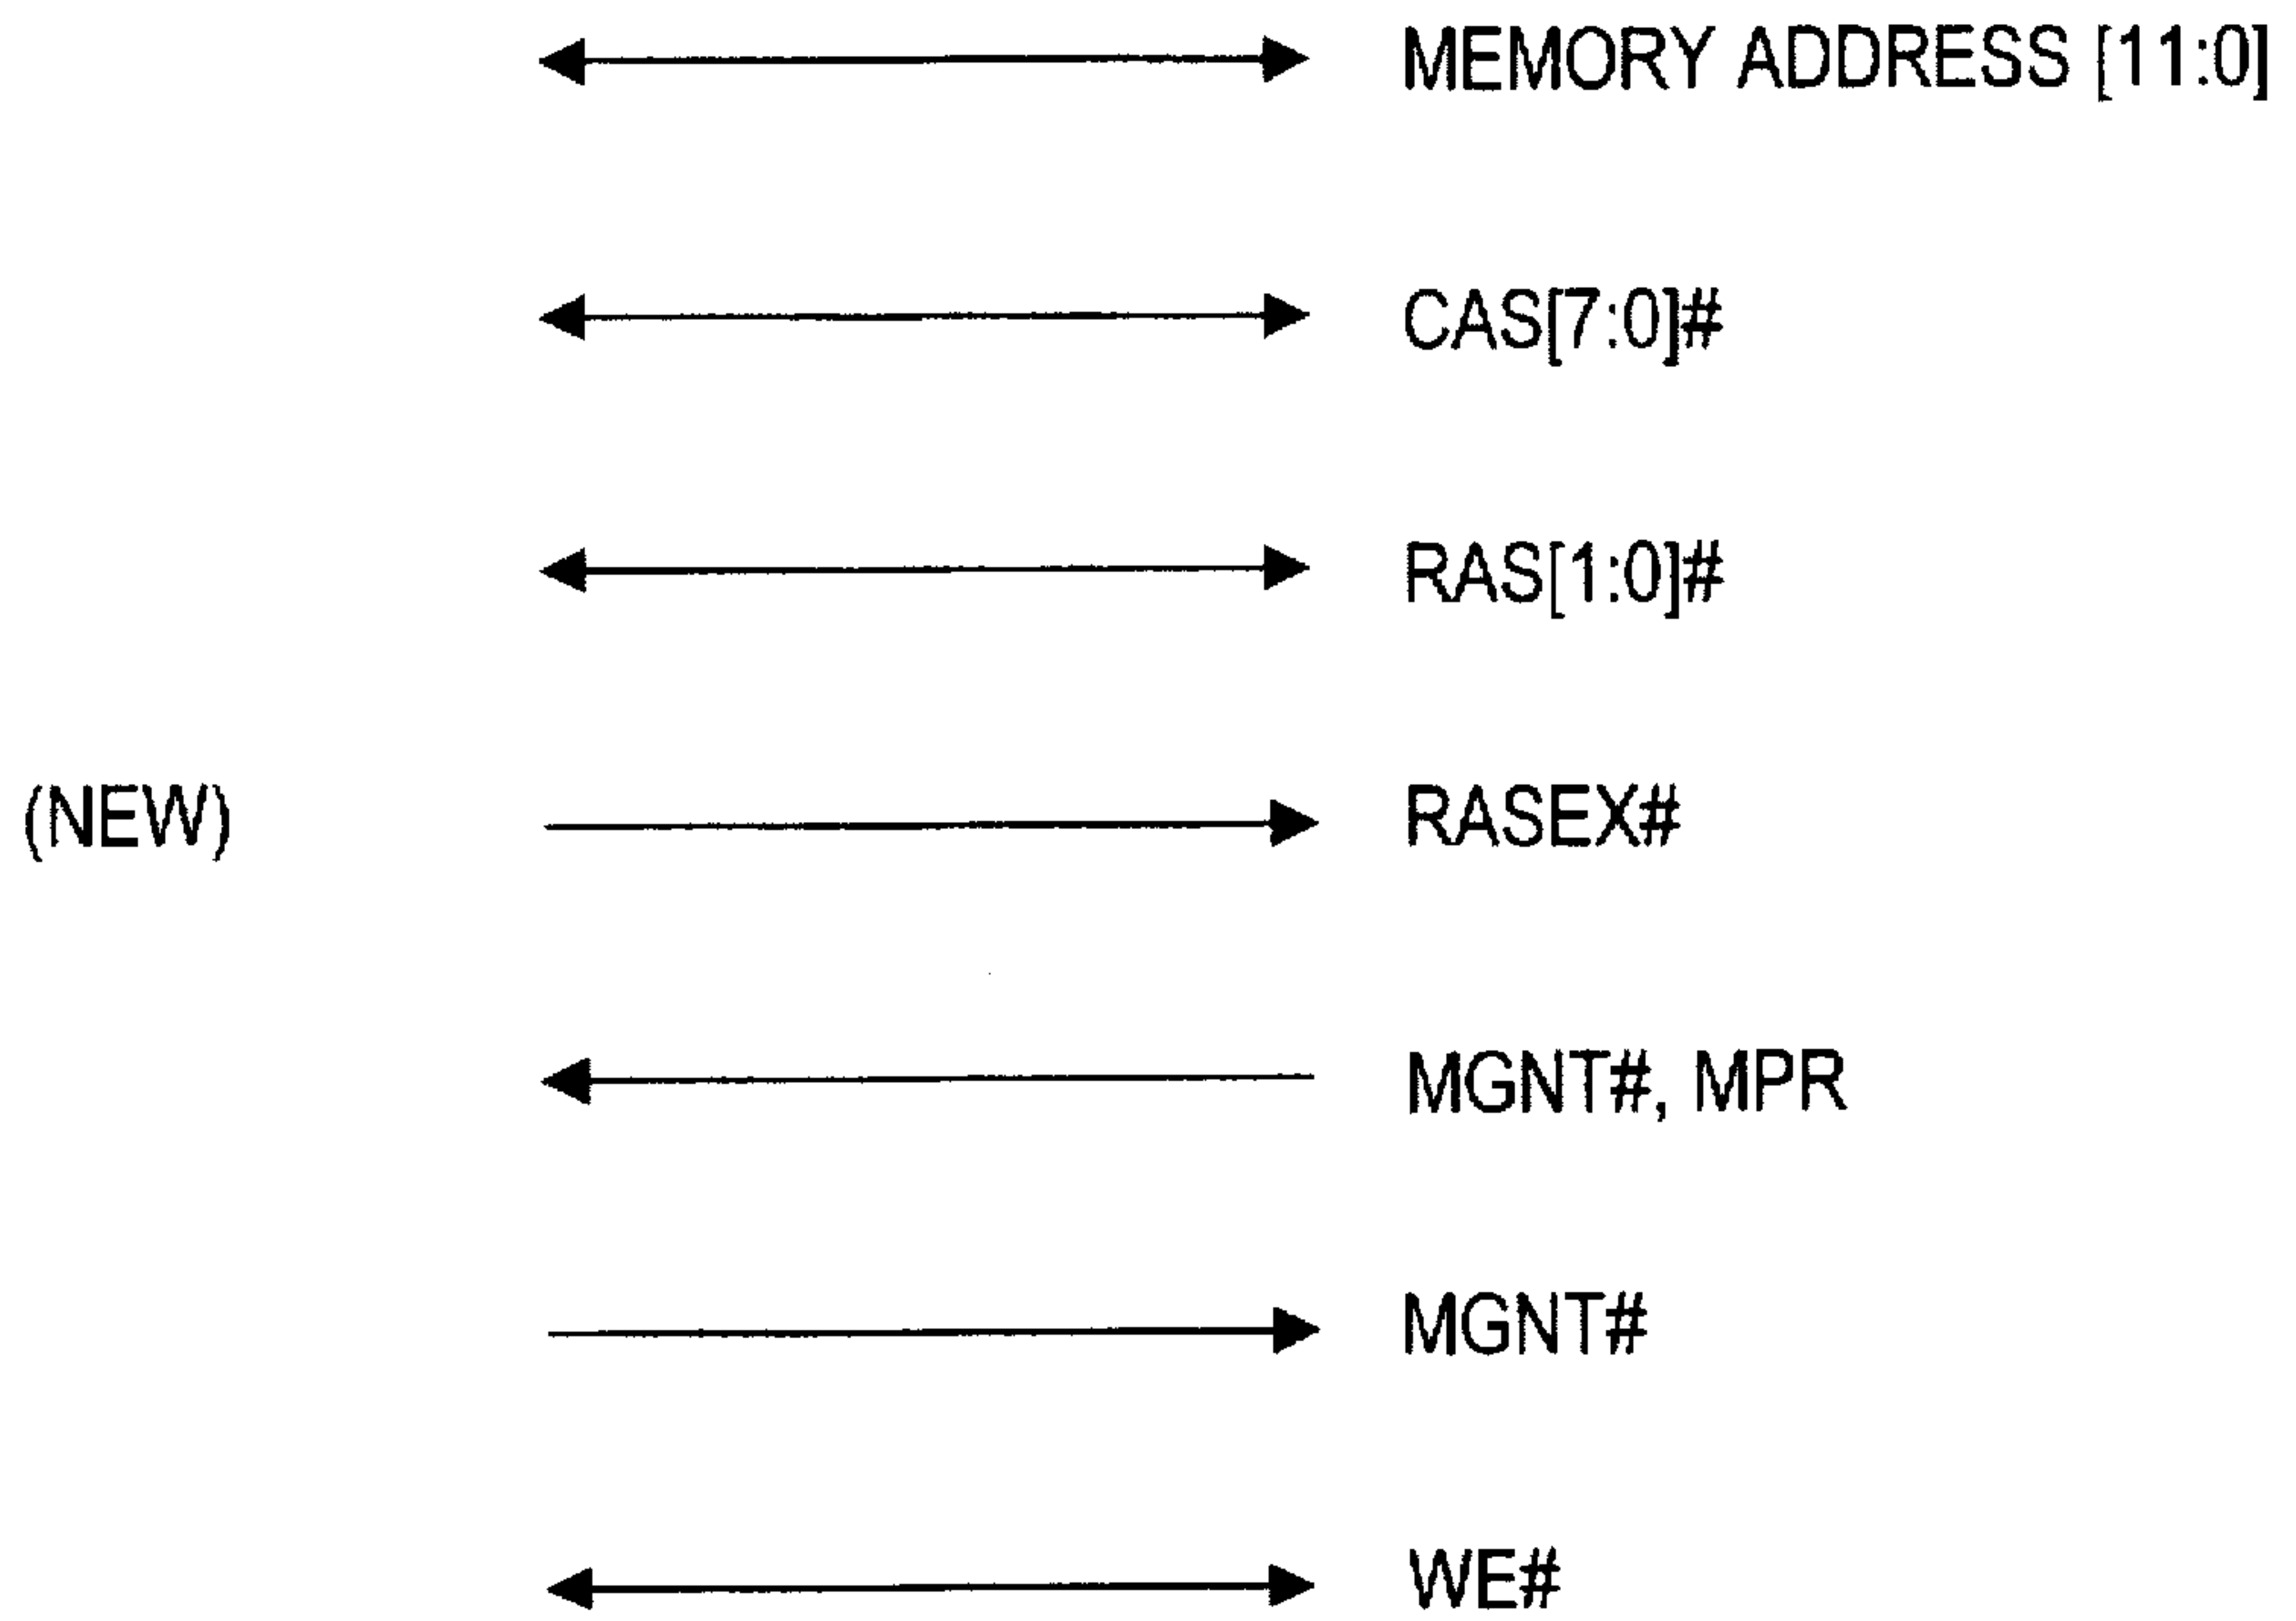 MEMORY ADDRESS [11:0]
CAS[7:0]#
RAS[1:0]#
(NEW) RASEX#
MGNT#, MPR
MGNT#
WE#